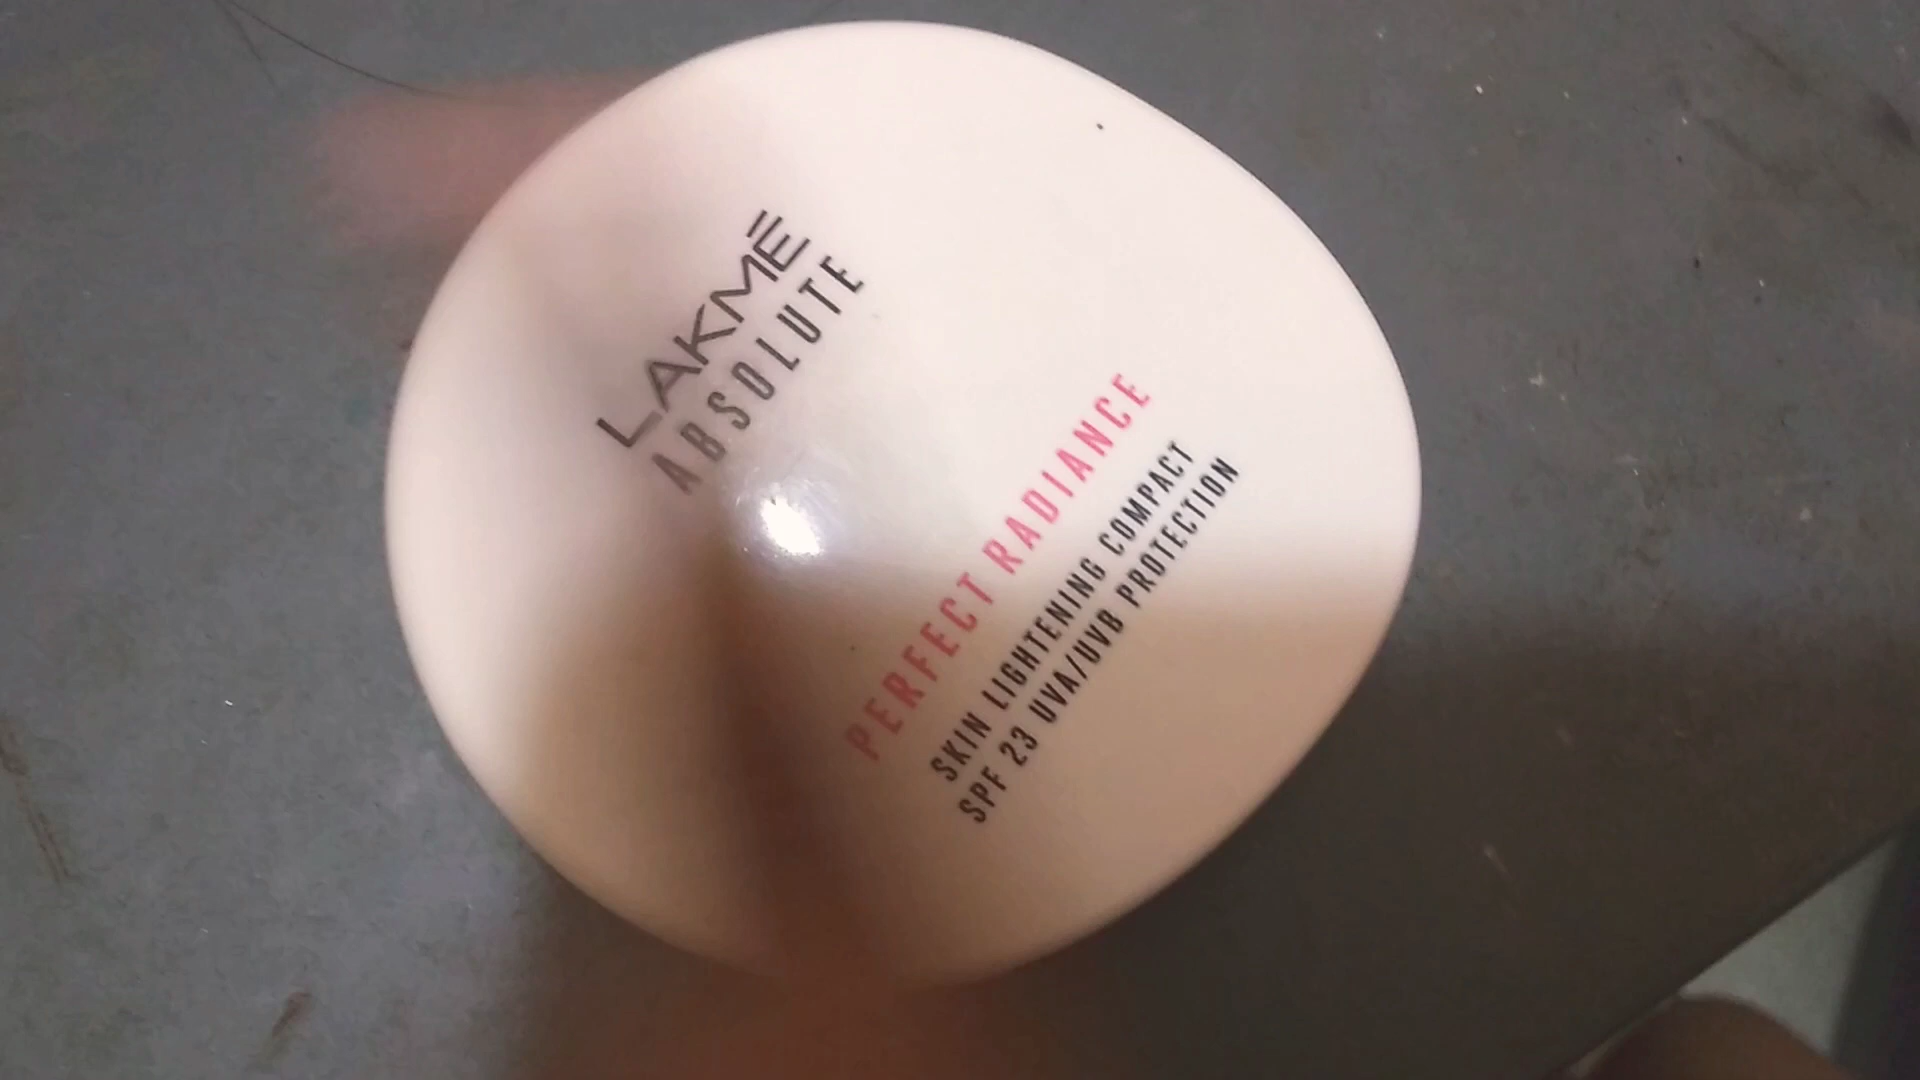 LAKMÉ
ABSOLUTE
PERFECT RADIANCE
SKIN LIGHTENING COMPACT
SPF 23 UVA/UVB PROTECTION